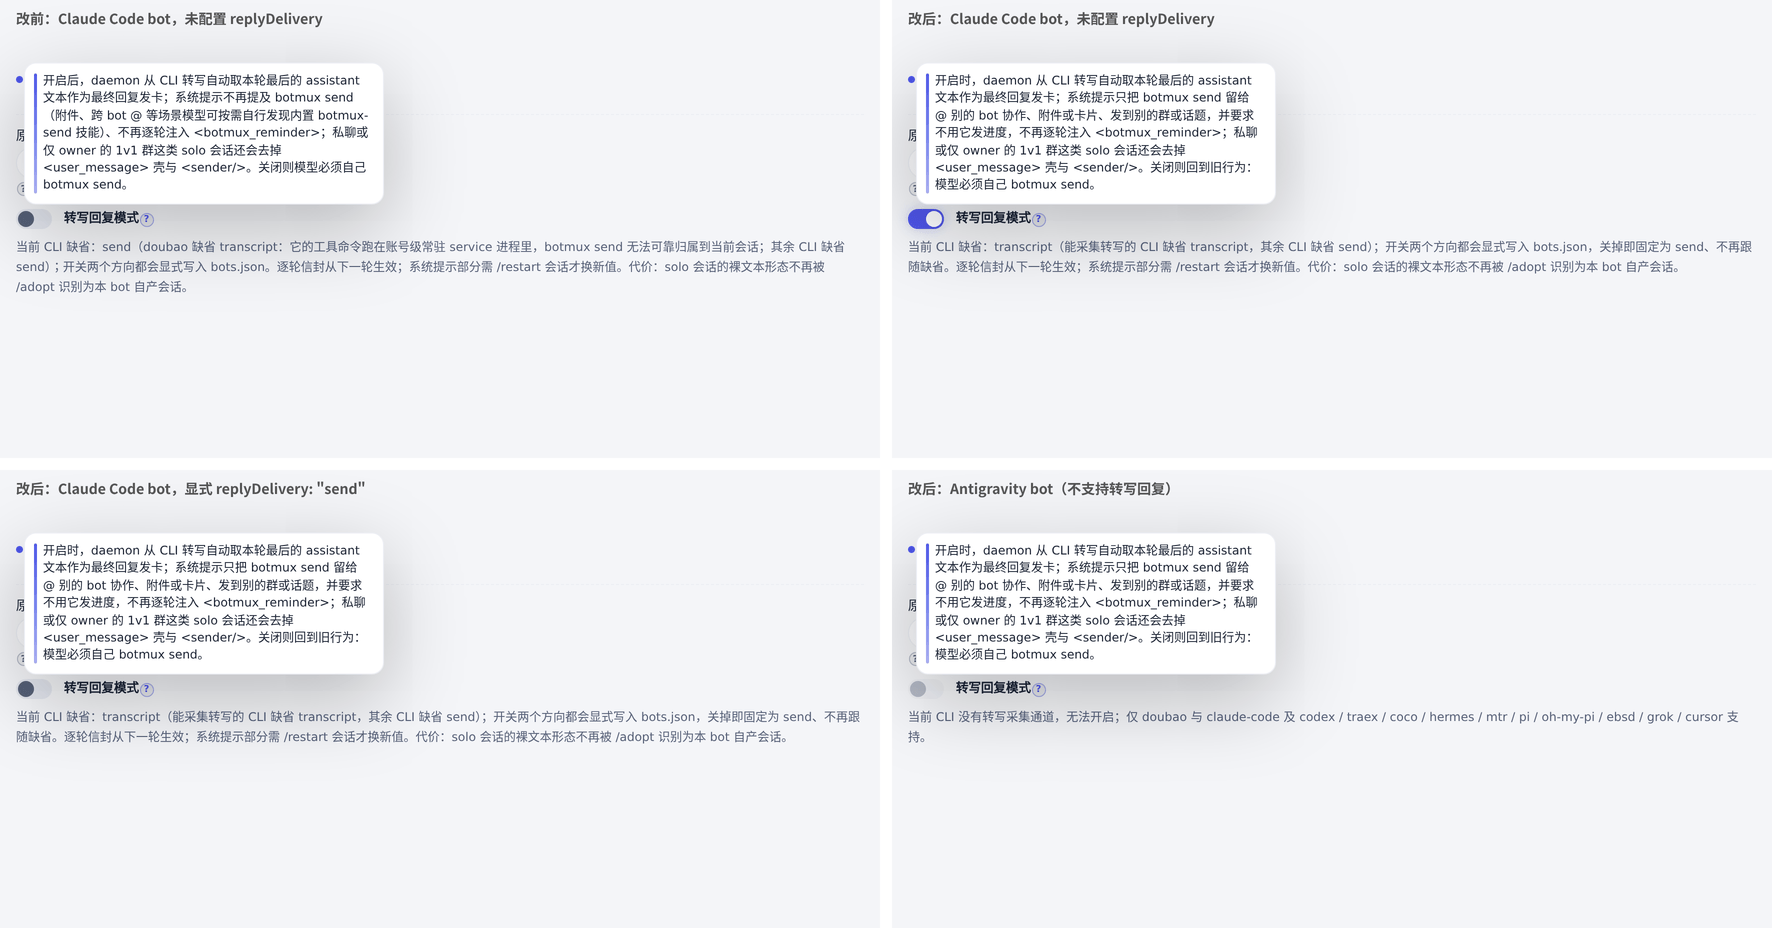 改前：Claude Code bot，未配置 replyDelivery
开启后，daemon 从 CLI 转写自动取本轮最后的 assistant
文本作为最终回复发卡；系统提示不再提及 botmux send
（附件、跨 bot @ 等场景模型可按需自行发现内置 botmux-
send 技能）、不再逐轮注入 <botmux_reminder>；私聊或
仅 owner 的 1v1 群这类 solo 会话还会去掉
<user_message> 壳与 <sender/>。关闭则模型必须自己
botmux send。
原
转写回复模式?
当前 CLI 缺省：send（doubao 缺省 transcript：它的工具命令跑在账号级常驻 service 进程里，botmux send 无法可靠归属到当前会话；其余 CLI 缺省
send）；开关两个方向都会显式写入 bots.json。逐轮信封从下一轮生效；系统提示部分需 /restart 会话才换新值。代价：solo 会话的裸文本形态不再被
/adopt 识别为本 bot 自产会话。
改后：Claude Code bot，未配置 replyDelivery
开启时，daemon 从 CLI 转写自动取本轮最后的 assistant
文本作为最终回复发卡；系统提示只把 botmux send 留给
@ 别的 bot 协作、附件或卡片、发到别的群或话题，并要求
不用它发进度，不再逐轮注入 <botmux_reminder>；私聊
或仅 owner 的 1v1 群这类 solo 会话还会去掉
<user_message> 壳与 <sender/>。关闭则回到旧行为：
模型必须自己 botmux send。
原
转写回复模式?
当前 CLI 缺省：transcript（能采集转写的 CLI 缺省 transcript，其余 CLI 缺省 send）；开关两个方向都会显式写入 bots.json，关掉即固定为 send、不再跟
随缺省。逐轮信封从下一轮生效；系统提示部分需 /restart 会话才换新值。代价：solo 会话的裸文本形态不再被 /adopt 识别为本 bot 自产会话。
改后：Claude Code bot，显式 replyDelivery: "send"
开启时，daemon 从 CLI 转写自动取本轮最后的 assistant
文本作为最终回复发卡；系统提示只把 botmux send 留给
@ 别的 bot 协作、附件或卡片、发到别的群或话题，并要求
不用它发进度，不再逐轮注入 <botmux_reminder>；私聊
或仅 owner 的 1v1 群这类 solo 会话还会去掉
<user_message> 壳与 <sender/>。关闭则回到旧行为：
模型必须自己 botmux send。
原
转写回复模式?
当前 CLI 缺省：transcript（能采集转写的 CLI 缺省 transcript，其余 CLI 缺省 send）；开关两个方向都会显式写入 bots.json，关掉即固定为 send、不再跟
随缺省。逐轮信封从下一轮生效；系统提示部分需 /restart 会话才换新值。代价：solo 会话的裸文本形态不再被 /adopt 识别为本 bot 自产会话。
改后：Antigravity bot（不支持转写回复）
开启时，daemon 从 CLI 转写自动取本轮最后的 assistant
文本作为最终回复发卡；系统提示只把 botmux send 留给
@ 别的 bot 协作、附件或卡片、发到别的群或话题，并要求
不用它发进度，不再逐轮注入 <botmux_reminder>；私聊
或仅 owner 的 1v1 群这类 solo 会话还会去掉
<user_message> 壳与 <sender/>。关闭则回到旧行为：
模型必须自己 botmux send。
原
转写回复模式?
当前 CLI 没有转写采集通道，无法开启；仅 doubao 与 claude-code 及 codex / traex / coco / hermes / mtr / pi / oh-my-pi / ebsd / grok / cursor 支
持。